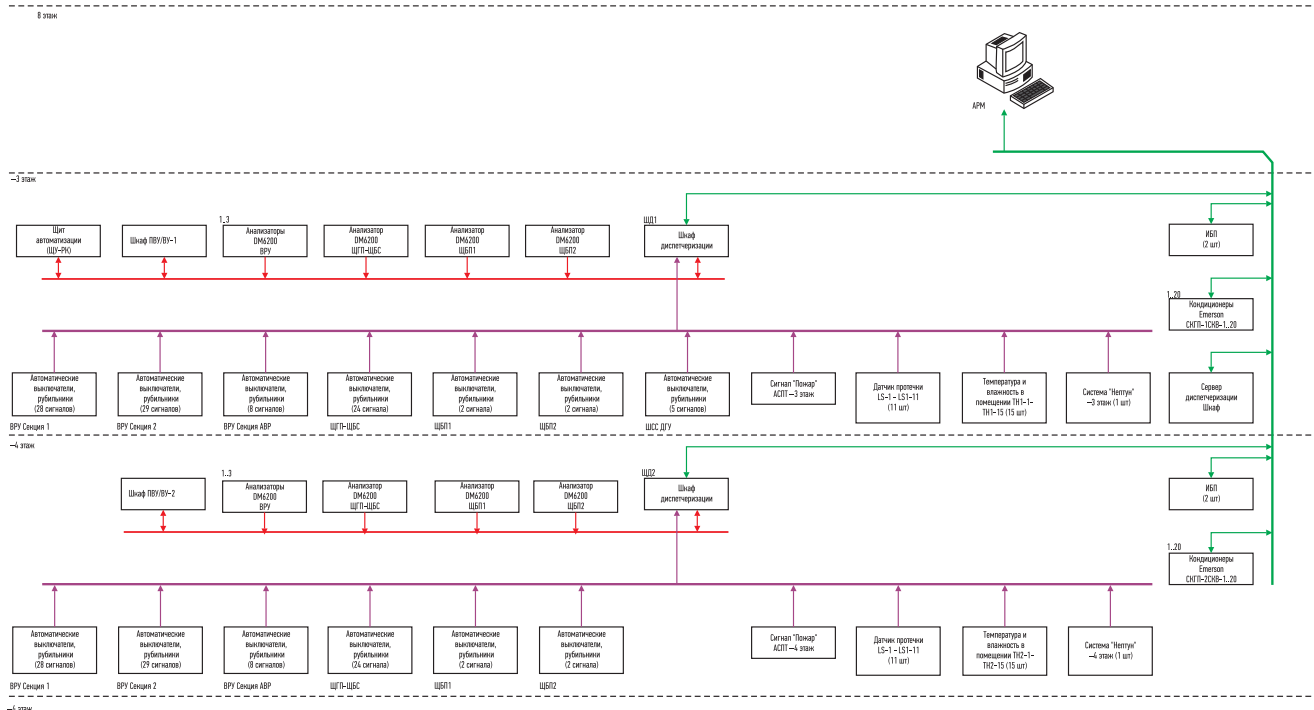 8 этаж
АРМ
—3 этаж
Щит
автоматизации
(ЩУ-РК)
Шкаф ПВУ/ВУ-1
1..3
Анализаторы
DM6200
ВРУ
Анализатор
DM6200
ЩГП-ЩБС
Анализатор
DM6200
ЩБП1
Анализатор
DM6200
ЩБП2
ЩД1
Шкаф
диспетчеризации
ИБП
(2 шт)
1..20
Кондиционеры
Emerson
СКГП-1СКВ-1..20
Автоматические
выключатели,
рубильники
(28 сигналов)
ВРУ Секция 1
Автоматические
выключатели,
рубильники
(29 сигналов)
ВРУ Секция 2
Автоматические
выключатели,
рубильники
(8 сигналов)
ВРУ Секция АВР
Автоматические
выключатели,
рубильники
(24 сигнала)
ЩГП-ЩБС
Автоматические
выключатели,
рубильники
(2 сигнала)
ЩБП1
Автоматические
выключатели,
рубильники
(2 сигнала)
ЩБП2
Автоматические
выключатели,
рубильники
(5 сигналов)
ШСС ДГУ
Сигнал "Пожар"
АСПТ —3 этаж
Датчик протечки
LS-1 - LS1-11
(11 шт)
Температура и
влажность в
помещении TH1-1-
TH1-15 (15 шт)
Система "Нептун"
—3 этаж (1 шт)
Сервер
диспетчеризации
Шкаф
—4 этаж
Шкаф ПВУ/ВУ-2
1..3
Анализаторы
DM6200
ВРУ
Анализатор
DM6200
ЩГП-ЩБС
Анализатор
DM6200
ЩБП1
Анализатор
DM6200
ЩБП2
ЩД2
Шкаф
диспетчеризации
ИБП
(2 шт)
1..20
Кондиционеры
Emerson
СКГП-2СКВ-1..20
Автоматические
выключатели,
рубильники
(28 сигналов)
ВРУ Секция 1
Автоматические
выключатели,
рубильники
(29 сигналов)
ВРУ Секция 2
Автоматические
выключатели,
рубильники
(8 сигналов)
ВРУ Секция АВР
Автоматические
выключатели,
рубильники
(24 сигнала)
ЩГП-ЩБС
Автоматические
выключатели,
рубильники
(2 сигнала)
ЩБП1
Автоматические
выключатели,
рубильники
(2 сигнала)
ЩБП2
Сигнал "Пожар"
АСПТ —4 этаж
Датчик протечки
LS-1 - LS1-11
(11 шт)
Температура и
влажность в
помещении TH2-1-
TH2-15 (15 шт)
Система "Нептун"
—4 этаж (1 шт)